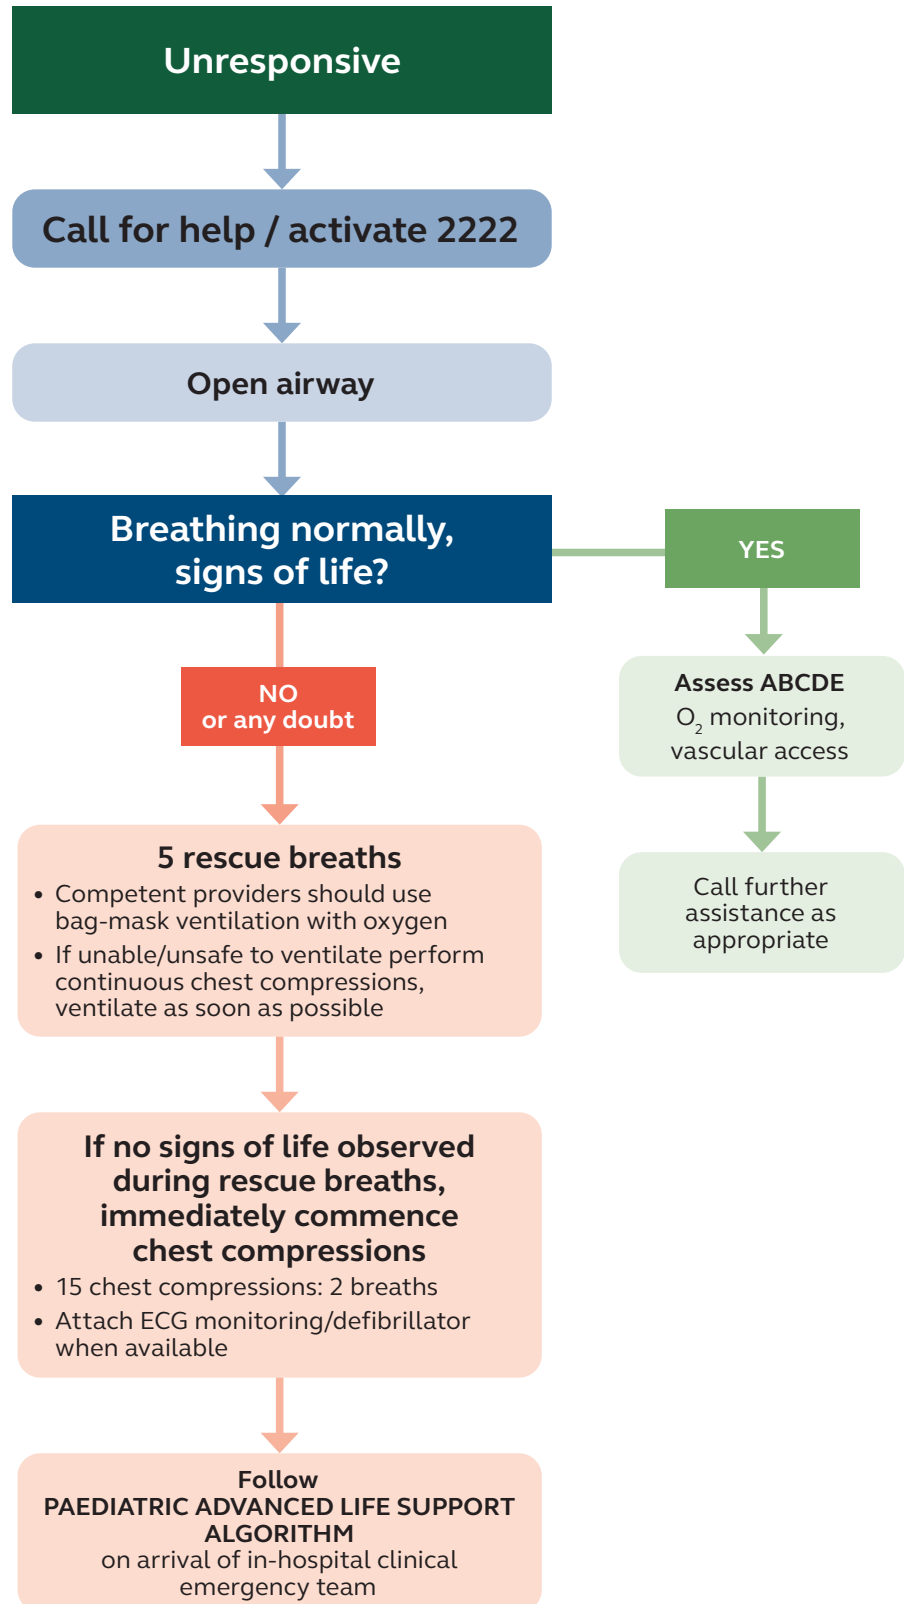 Unresponsive
Call for help / activate 2222
Open airway
Breathing normally,
signs of life?
YES
Assess ABCDE
O₂ monitoring,
vascular access
Call further
assistance as
appropriate
NO
or any doubt
5 rescue breaths
• Competent providers should use
bag-mask ventilation with oxygen
• If unable/unsafe to ventilate perform
continuous chest compressions,
ventilate as soon as possible
If no signs of life observed
during rescue breaths,
immediately commence
chest compressions
• 15 chest compressions: 2 breaths
• Attach ECG monitoring/defibrillator
when available
Follow
PAEDIATRIC ADVANCED LIFE SUPPORT
ALGORITHM
on arrival of in-hospital clinical
emergency team